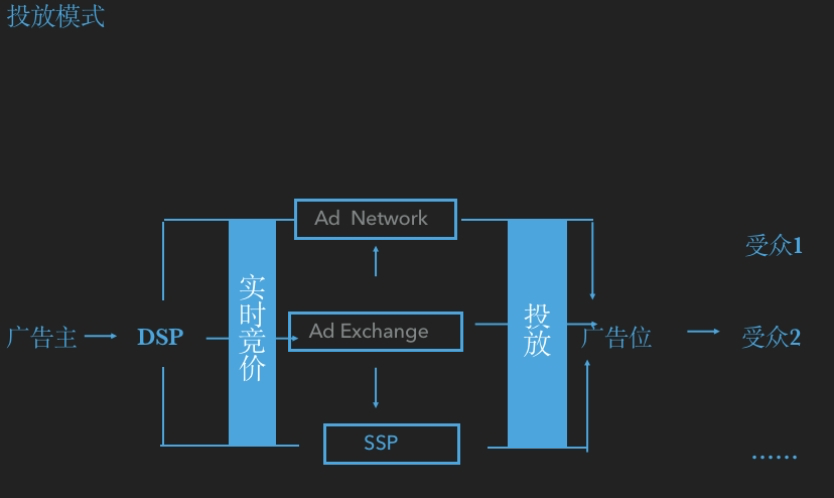 投放模式
Ad Network
受众1
实时竞价
投放
Ad Exchange
广告主
DSP
广告位
受众2
SSP
......